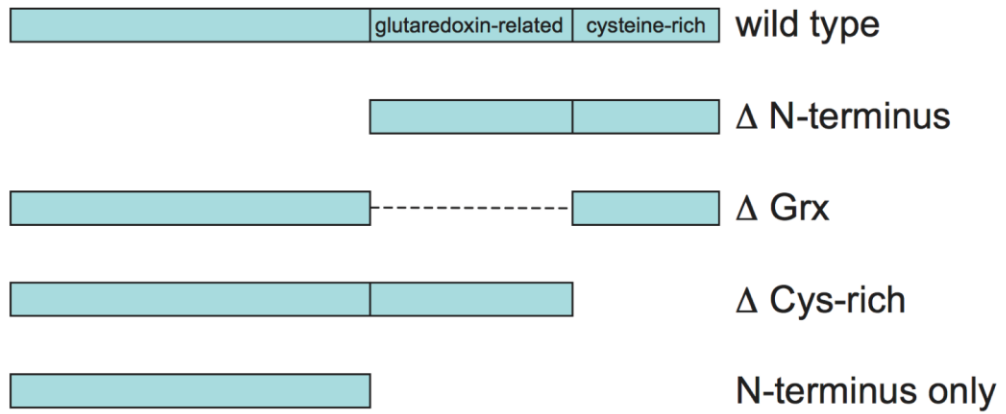 glutaredoxin-related cysteine-rich wild type
Δ N-terminus
Δ Grx
Δ Cys-rich
N-terminus only